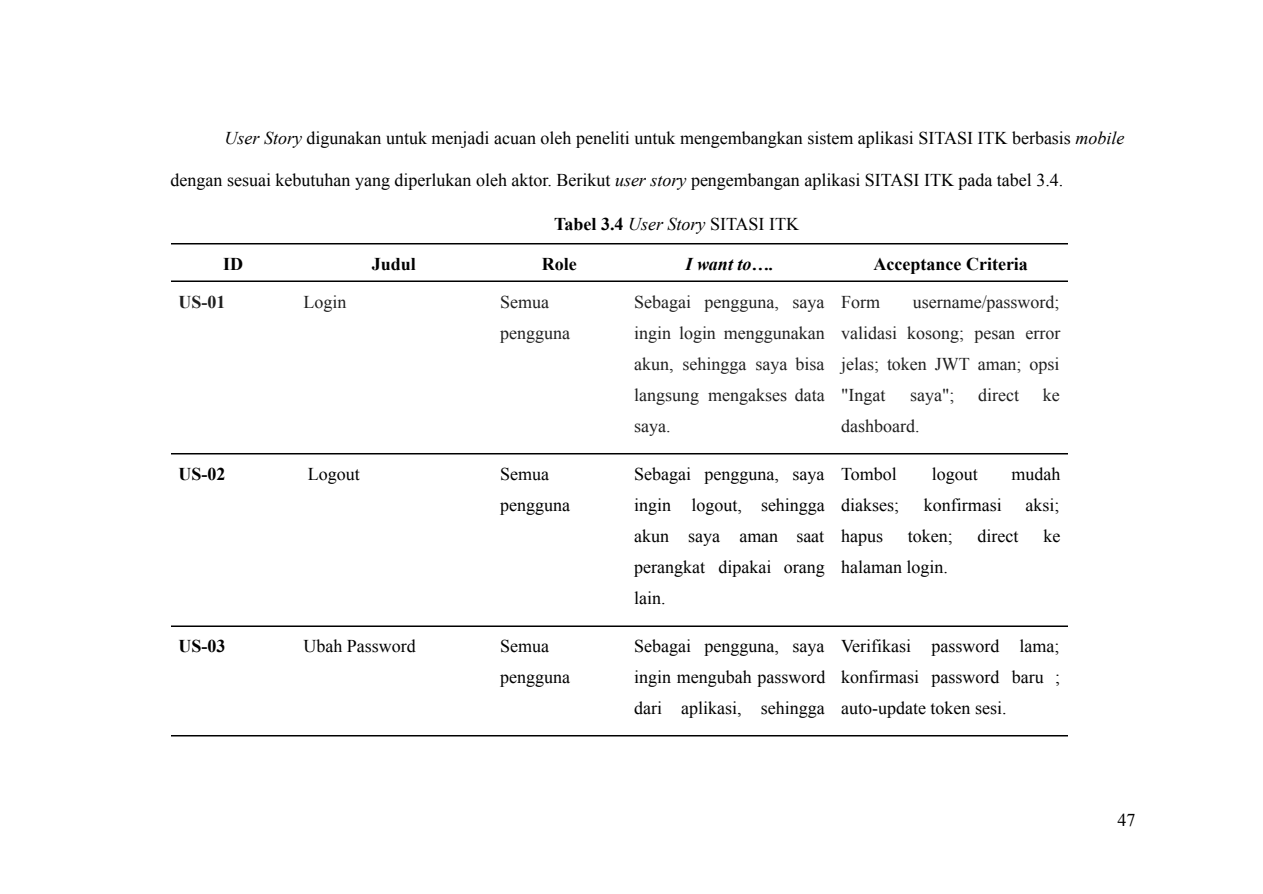 User Story digunakan untuk menjadi acuan oleh peneliti untuk mengembangkan sistem aplikasi SITASI ITK berbasis mobile
dengan sesuai kebutuhan yang diperlukan oleh aktor. Berikut user story pengembangan aplikasi SITASI ITK pada tabel 3.4.
Tabel 3.4 User Story SITASI ITK
ID Judul Role I want to…. Acceptance Criteria
US-01 Login Semua Sebagai pengguna, saya Form username/password;
pengguna ingin login menggunakan validasi kosong; pesan error
akun, sehingga saya bisa jelas; token JWT aman; opsi
langsung mengakses data "Ingat saya"; direct ke
saya. dashboard.
US-02 Logout Semua Sebagai pengguna, saya Tombol logout mudah
pengguna ingin logout, sehingga diakses; konfirmasi aksi;
akun saya aman saat hapus token; direct ke
perangkat dipakai orang halaman login.
lain.
US-03 Ubah Password Semua Sebagai pengguna, saya Verifikasi password lama;
pengguna ingin mengubah password konfirmasi password baru ;
dari aplikasi, sehingga auto-update token sesi.
47